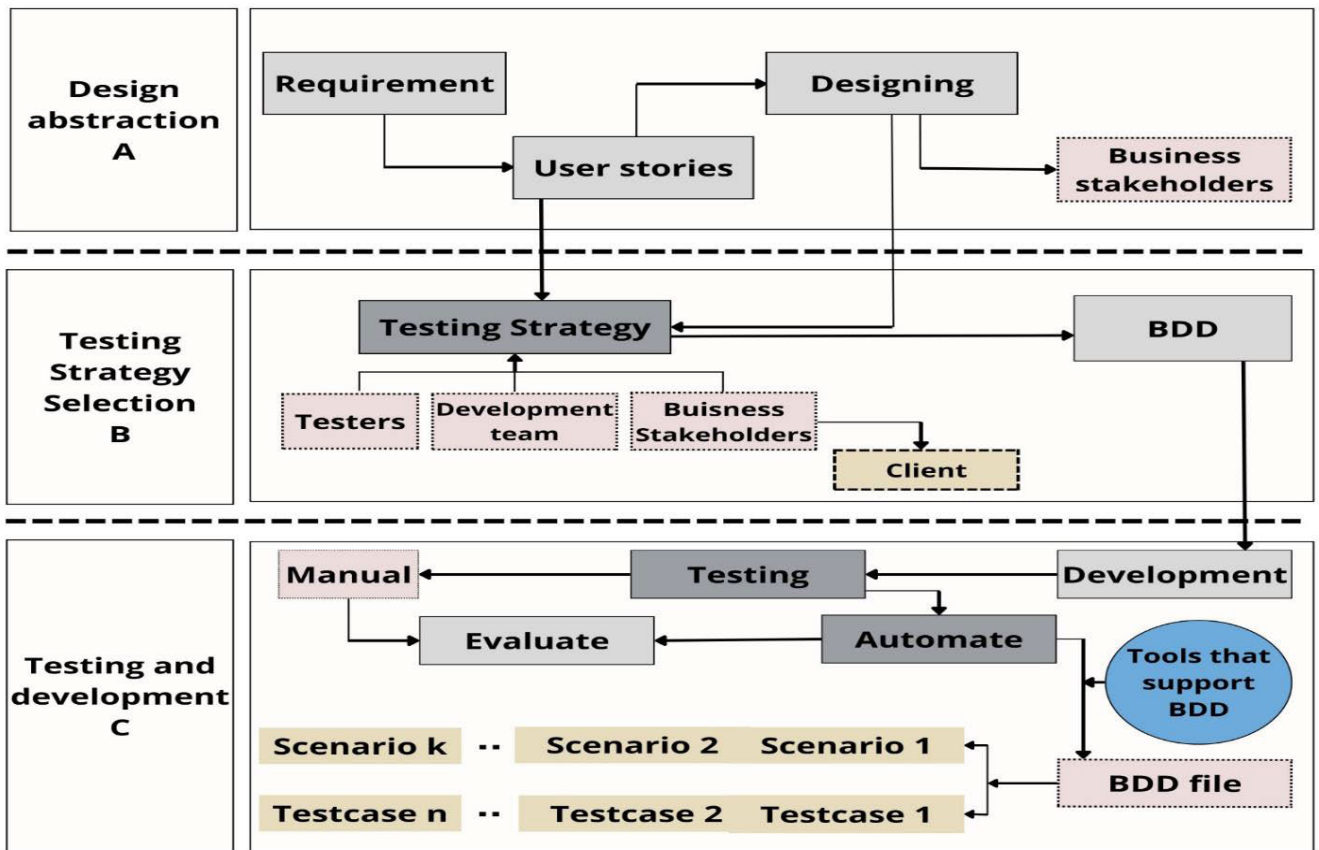 Design
abstraction
A
Requirement
Designing
User stories
Business
stakeholders
Testing
Strategy
Selection
B
Testing Strategy
BDD
Testers
Development
team
Buisness
Stakeholders
Client
Testing and
development
C
Manual
Testing
Development
Evaluate
Automate
Tools that
support
BDD
Scenario k .. Scenario 2 Scenario 1
BDD file
Testcase n .. Testcase 2 Testcase 1